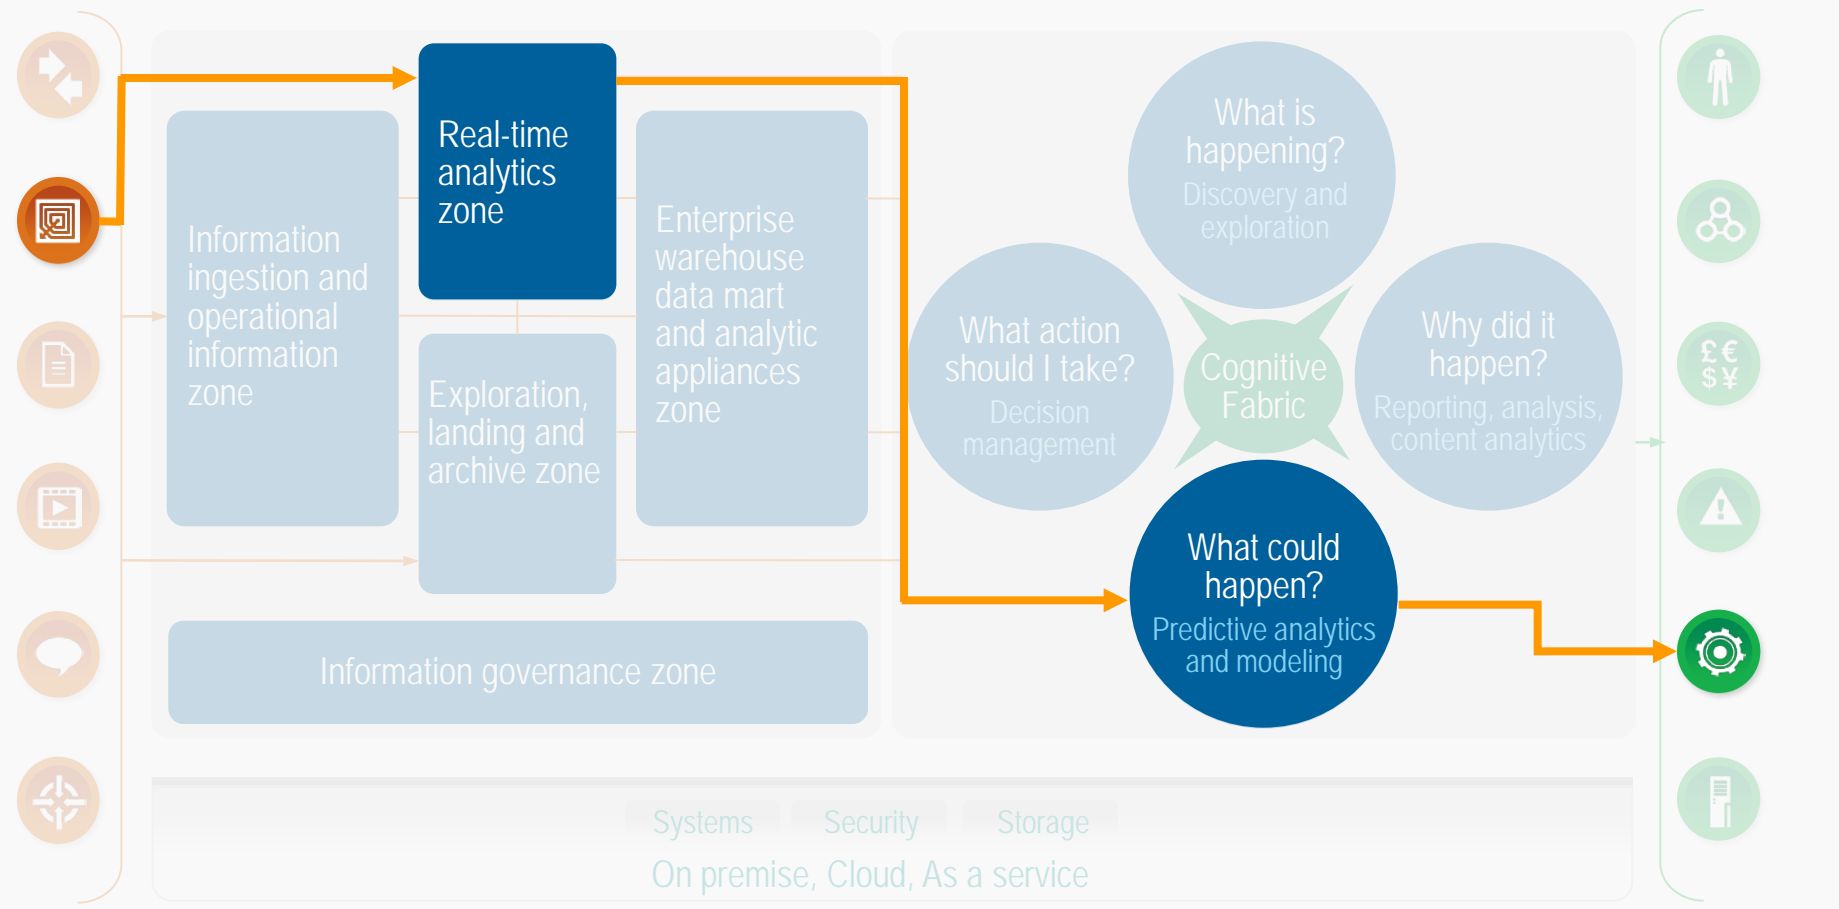 Real-time
analytics
zone
Information
ingestion and
operational
information
zone
Exploration,
landing and
archive zone
Enterprise
warehouse
data mart
and analytic
appliances
zone
Information governance zone
What is
happening?
Discovery and
exploration
What action
should I take?
Decision
management
Cognitive
Fabric
Why did it
happen?
Reporting, analysis,
content analytics
What could
happen?
Predictive analytics
and modeling
£ €
$ ¥
Systems Security Storage
On premise, Cloud, As a service